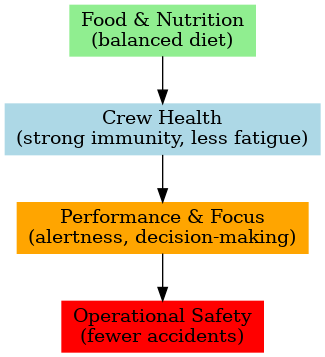 Food & Nutrition
(balanced diet)
Crew Health
(strong immunity, less fatigue)
Performance & Focus
(alertness, decision-making)
Operational Safety
(fewer accidents)